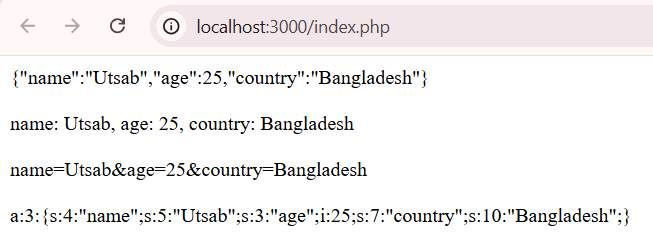 localhost:3000/index.php
{"name":"Utsab","age":25,"country":"Bangladesh"}
name: Utsab, age: 25, country: Bangladesh
name=Utsab&age=25&country=Bangladesh
a:3:{s:4:"name";s:5:"Utsab";s:3:"age";i:25;s:7:"country";s:10:"Bangladesh";}